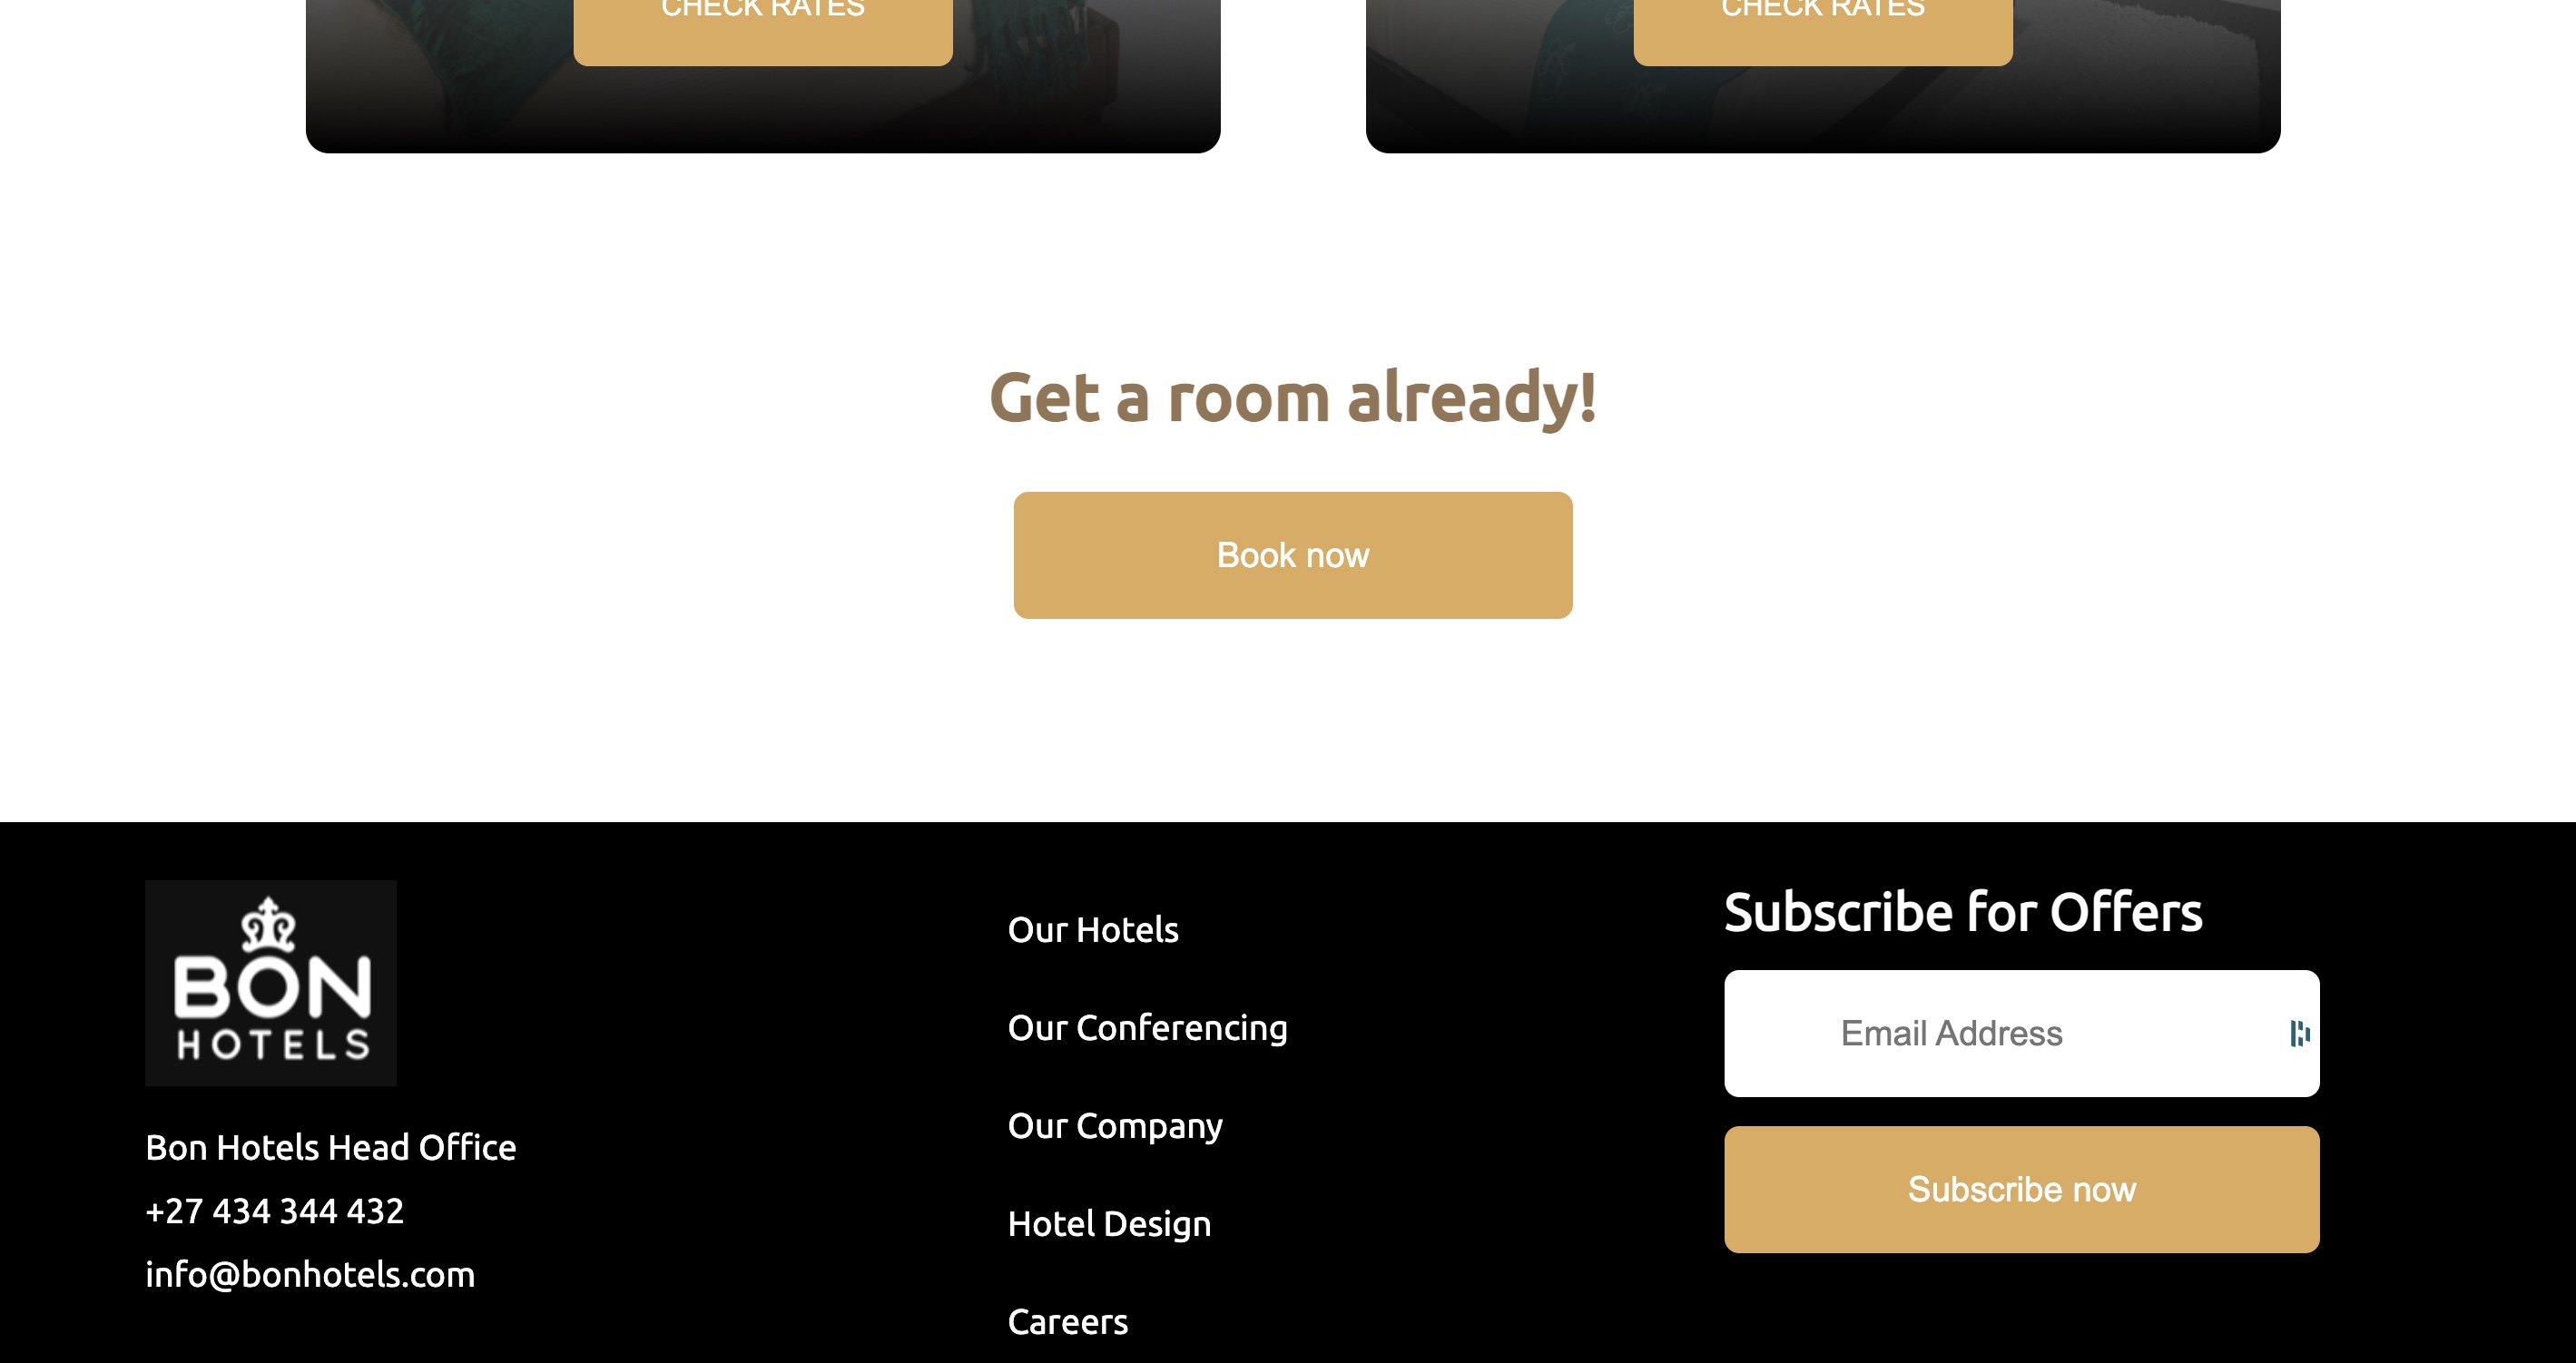 CHECK RATES
CHECK RATES
Get a room already!
Book now
BON
HOTELS
Bon Hotels Head Office
+27 434 344 432
info@bonhotels.com
Our Hotels
Our Conferencing
Our Company
Hotel Design
Careers
Subscribe for Offers
Email Address
Subscribe now